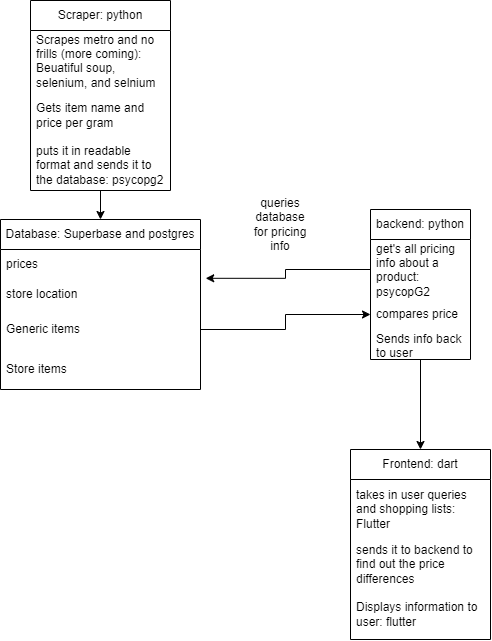 Scraper: python
Scrapes metro and no
frills (more coming):
Beuatiful soup,
selenium, and selnium
Gets item name and
price per gram
puts it in readable
format and sends it to
the database: psycopg2
queries
database
for pricing
info
Database: Superbase and postgres
prices
store location
Generic items
Store items
backend: python
get's all pricing
info about a
product:
psycopG2
compares price
Sends info back
to user
Frontend: dart
takes in user queries
and shopping lists:
Flutter
sends it to backend to
find out the price
differences
Displays information to
user: flutter